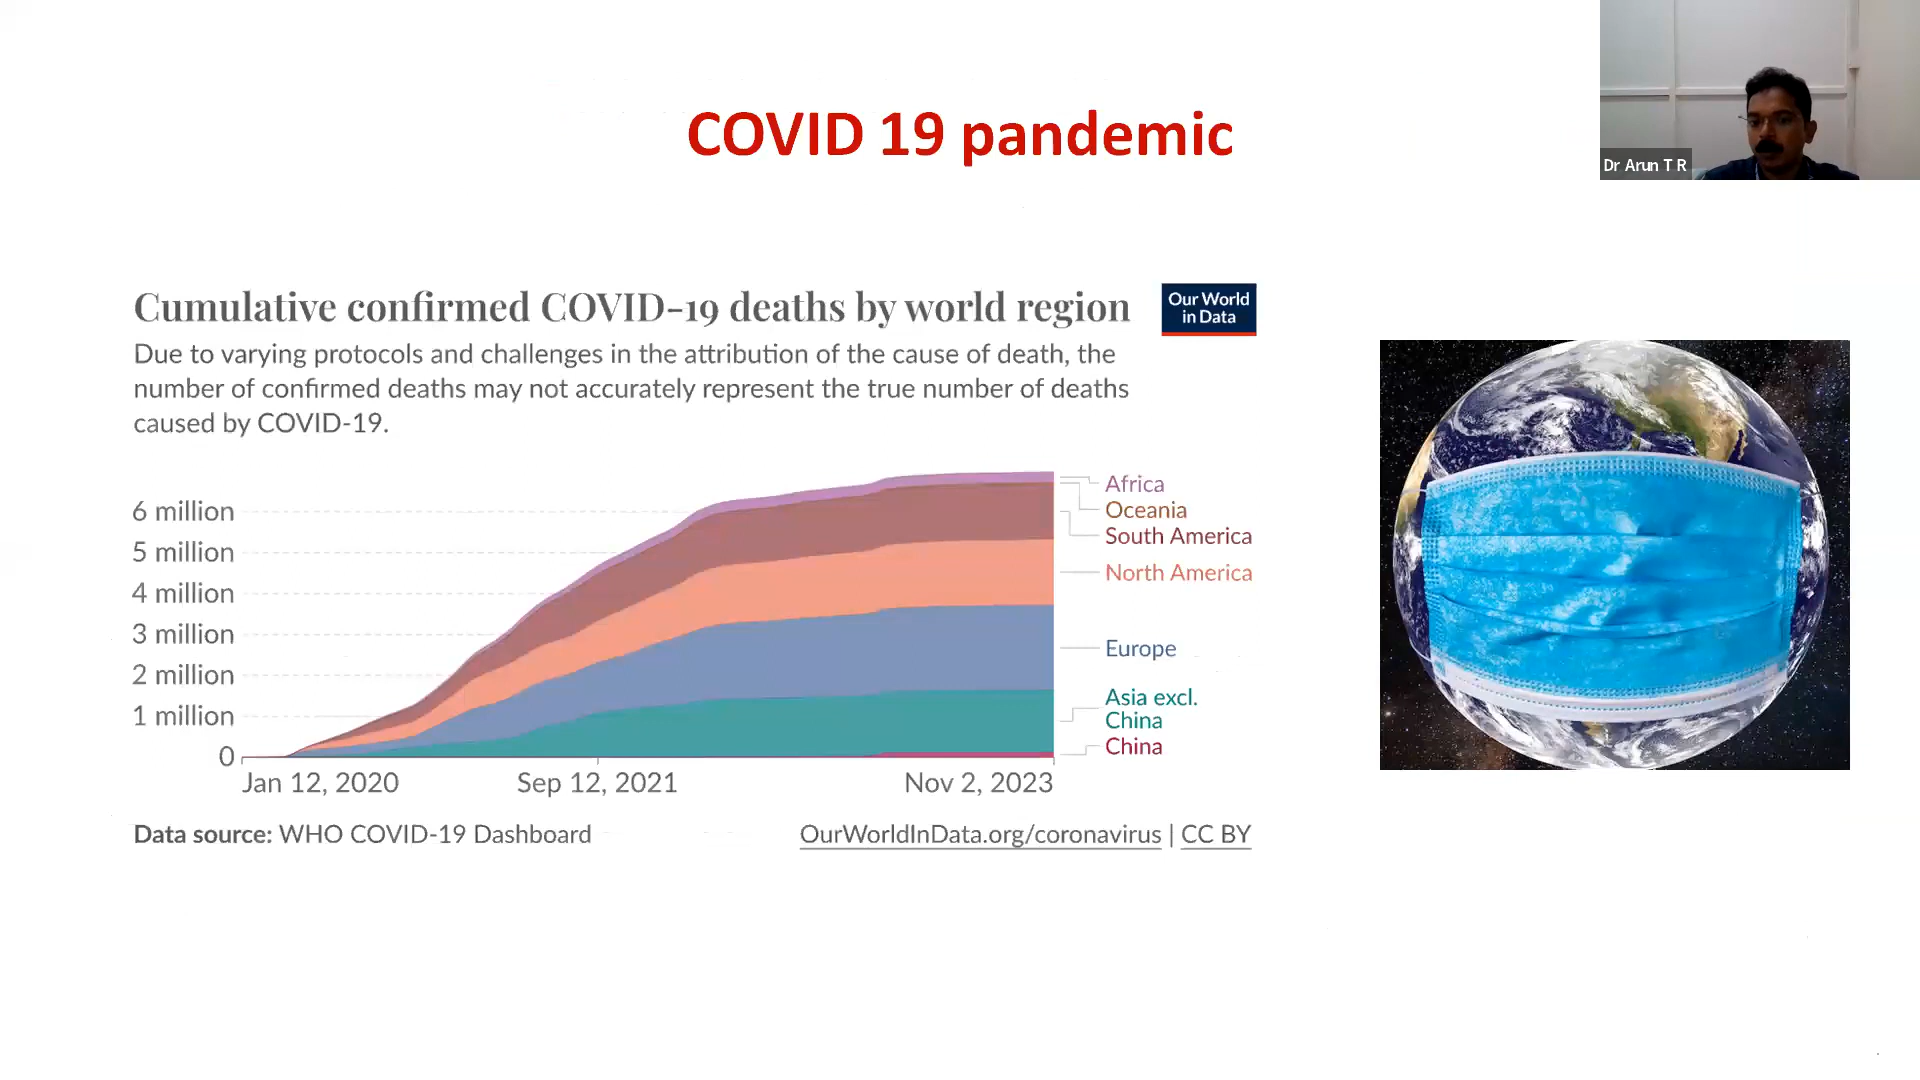 COVID 19 pandemic
Dr Arun T R
Cumulative confirmed COVID-19 deaths by world region
Our World
in Data
Due to varying protocols and challenges in the attribution of the cause of death, the
number of confirmed deaths may not accurately represent the true number of deaths
caused by COVID-19.
6 million
5 million
4 million
3 million
2 million
1 million
0
Africa
Oceania
South America
North America
Europe
Asia excl.
China
China
Jan 12, 2020
Sep 12, 2021
Nov 2, 2023
Data source: WHO COVID-19 Dashboard
OurWorldInData.org/coronavirus | CC BY